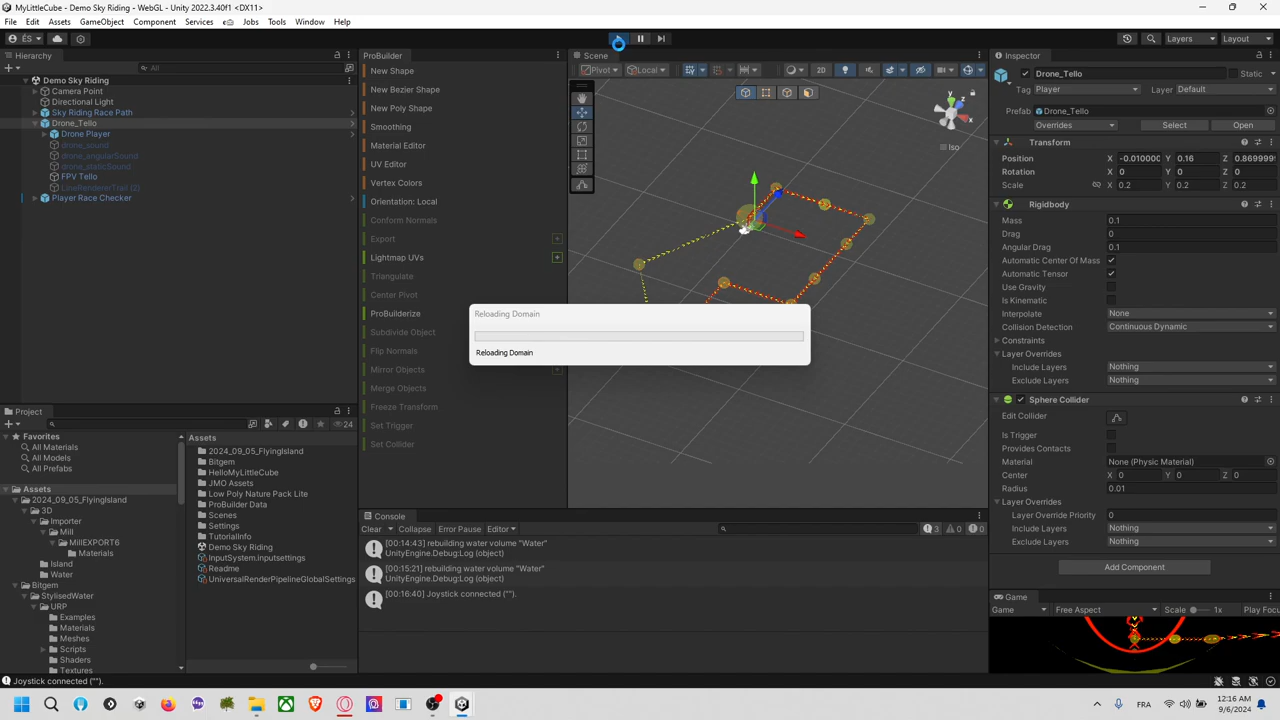 MyLittleCube - Demo Sky Riding - WebGL - Unity 2022.3.40f1 <DX11>
File Edit Assets GameObject Component Services Jobs Tools Window Help
ÉS
Layers Layout
Hierarchy
All
Demo Sky Riding
Camera Point
Directional Light
Sky Riding Race Path
Drone_Tello
Drone Player
drone_sound
drone_angularSound
drone_staticSound
FPV Tello
LineRendererTrail (2)
Player Race Checker
ProBuilder
New Shape
New Bezier Shape
New Poly Shape
Smoothing
Material Editor
UV Editor
Vertex Colors
Orientation: Local
Conform Normals
Export
Lightmap UVs
Triangulate
Center Pivot
ProBuilderize
Subdivide Object
Flip Normals
Mirror Objects
Merge Objects
Freeze Transform
Set Trigger
Set Collider
Scene
Pivot Local 2D
y
x
Iso
Reloading Domain
Reloading Domain
Inspector
Drone_Tello Static
Tag Player Layer Default
Prefab Drone_Tello
Overrides Select Open
Transform
Position X -0.010000 Y 0.16 Z 0.869999
Rotation X 0 Y 0 Z 0
Scale X 0.2 Y 0.2 Z 0.2
Rigidbody
Mass 0.1
Drag 0
Angular Drag 0.1
Automatic Center Of Mass
Automatic Tensor
Use Gravity
Is Kinematic
Interpolate None
Collision Detection Continuous Dynamic
Constraints
Layer Overrides
Include Layers Nothing
Exclude Layers Nothing
Sphere Collider
Edit Collider
Is Trigger
Provides Contacts
Material None (Physic Material)
Center X 0 Y 0 Z 0
Radius 0.01
Layer Overrides
Layer Override Priority 0
Include Layers Nothing
Exclude Layers Nothing
Add Component
Game
Game Free Aspect Scale 1x Play Foc
Project
24
Favorites
All Materials
All Models
All Prefabs
Assets
2024_09_05_FlyingIsland
3D
Importer
Mill
MillEXPORT6
Materials
Island
Water
Bitgem
StylisedWater
URP
Examples
Materials
Meshes
Scripts
Shaders
Textures
Assets
2024_09_05_FlyingIsland
Bitgem
HelloMyLittleCube
JMO Assets
Low Poly Nature Pack Lite
ProBuilder Data
Scenes
Settings
TutorialInfo
Demo Sky Riding
InputSystem.inputsettings
Readme
UniversalRenderPipelineGlobalSettings
Console
Clear Collapse Error Pause Editor 3 0 0
[00:14:43] rebuilding water volume "Water"
UnityEngine.Debug:Log (object)
[00:15:21] rebuilding water volume "Water"
UnityEngine.Debug:Log (object)
[00:16:40] Joystick connected ("").
Joystick connected ("").
FRA 12:16 AM
9/6/2024